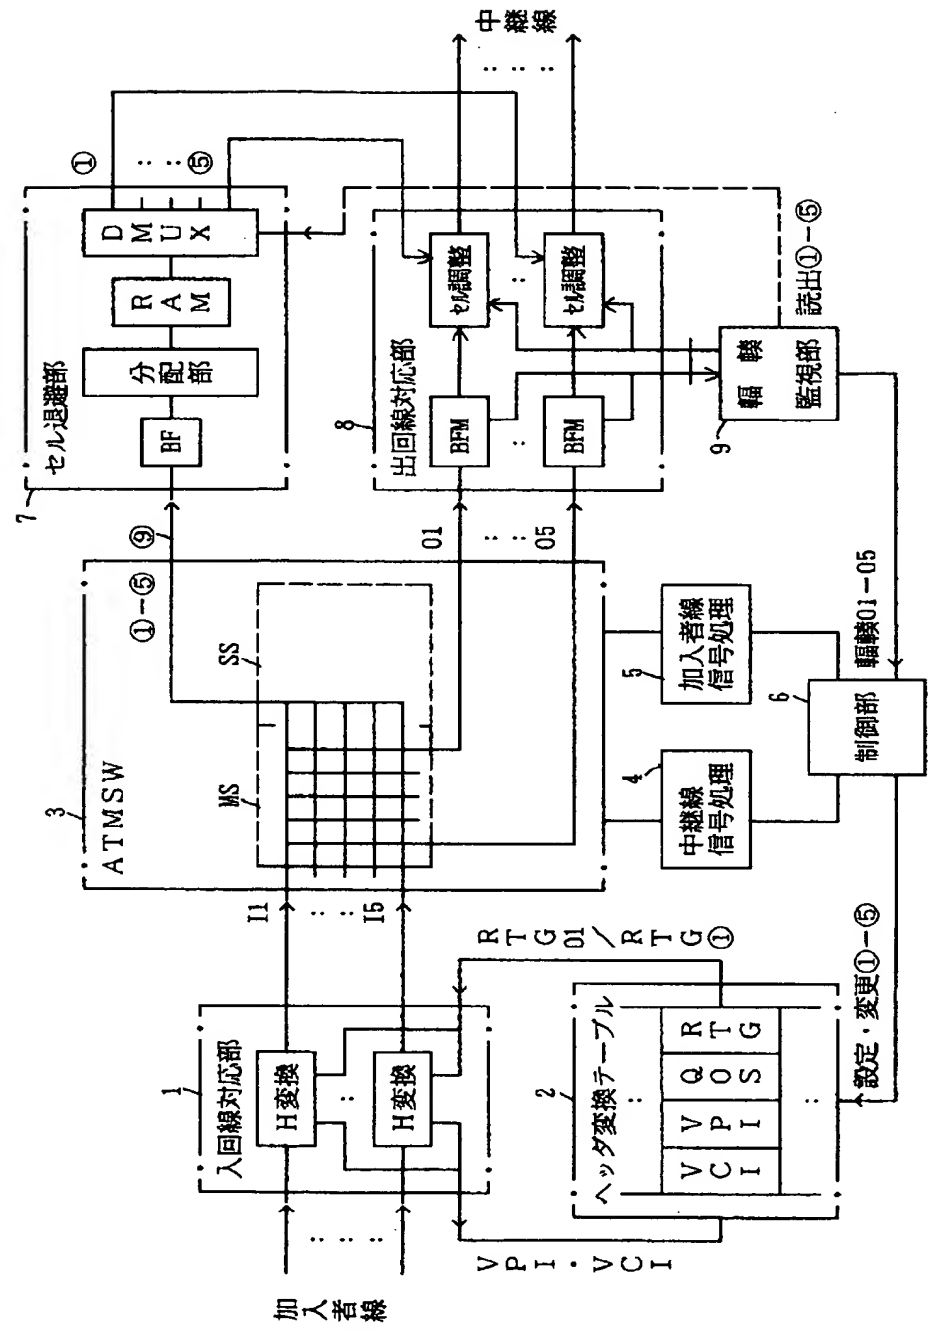 加入者線
1
入回線対応部
H変換
H変換
VPI・VCI
2
ヘッダ変換テーブル
VCI
VPI
QOS
RTG
RTG01/RTG①
設定・変更①-⑤
I1
I5
3
ATMSW
MS
SS
①-⑤
⑨
01
05
4
中継線
信号処理
5
加入者線
信号処理
6
制御部
輻輳01-05
7
セル退避部
BF
分配部
RAM
DMUX
①
⑤
8
出回線対応部
BFM
BFM
セル調整
セル調整
9
輻輳
監視部
読出①-⑤
中継線